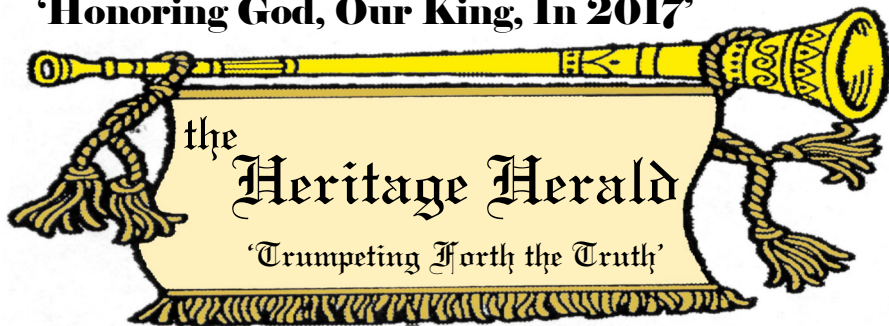 ‘Honoring God, Our King, In 2017’
the
Heritage Herald
‘Trumpeting Forth the Truth’